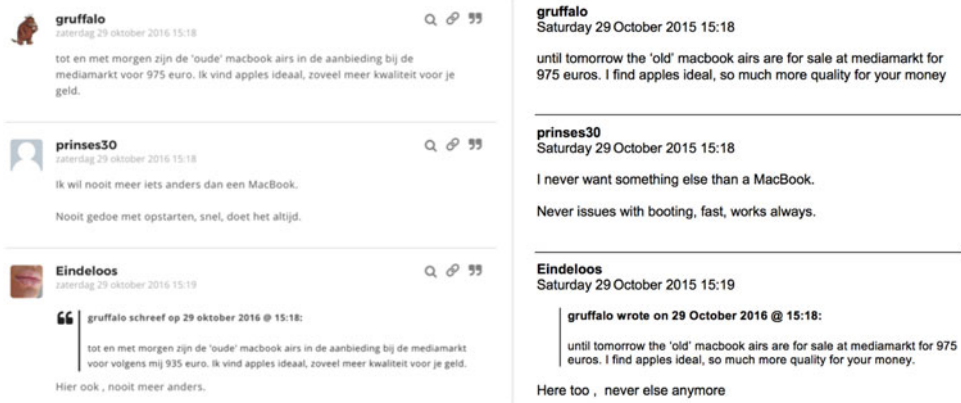 gruffalo
zaterdag 29 oktober 2016 15:18
tot en met morgen zijn de 'oude' macbook airs in de aanbieding bij de
mediamarkt voor 975 euro. Ik vind apples ideaal, zoveel meer kwaliteit voor je
geld.
prinses30
zaterdag 29 oktober 2016 15:18
Ik wil nooit meer iets anders dan een MacBook.
Nooit gedoe met opstarten, snel, doet het altijd.
Eindeloos
zaterdag 29 oktober 2016 15:19
gruffalo schreef op 29 oktober 2016 @ 15:18:
tot en met morgen zijn de 'oude' macbook airs in de aanbieding bij de mediamarkt
voor volgens mij 935 euro. Ik vind apples ideaal, zoveel meer kwaliteit voor je geld.
Hier ook , nooit meer anders.
gruffalo
Saturday 29 October 2015 15:18
until tomorrow the 'old' macbook airs are for sale at mediamarkt for
975 euros. I find apples ideal, so much more quality for your money
prinses30
Saturday 29 October 2015 15:18
I never want something else than a MacBook.
Never issues with booting, fast, works always.
Eindeloos
Saturday 29 October 2015 15:19
gruffalo wrote on 29 October 2016 @ 15:18:
until tomorrow the 'old' macbook airs are for sale at mediamarkt for 975
euros. I find apples ideal, so much more quality for your money.
Here too , never else anymore